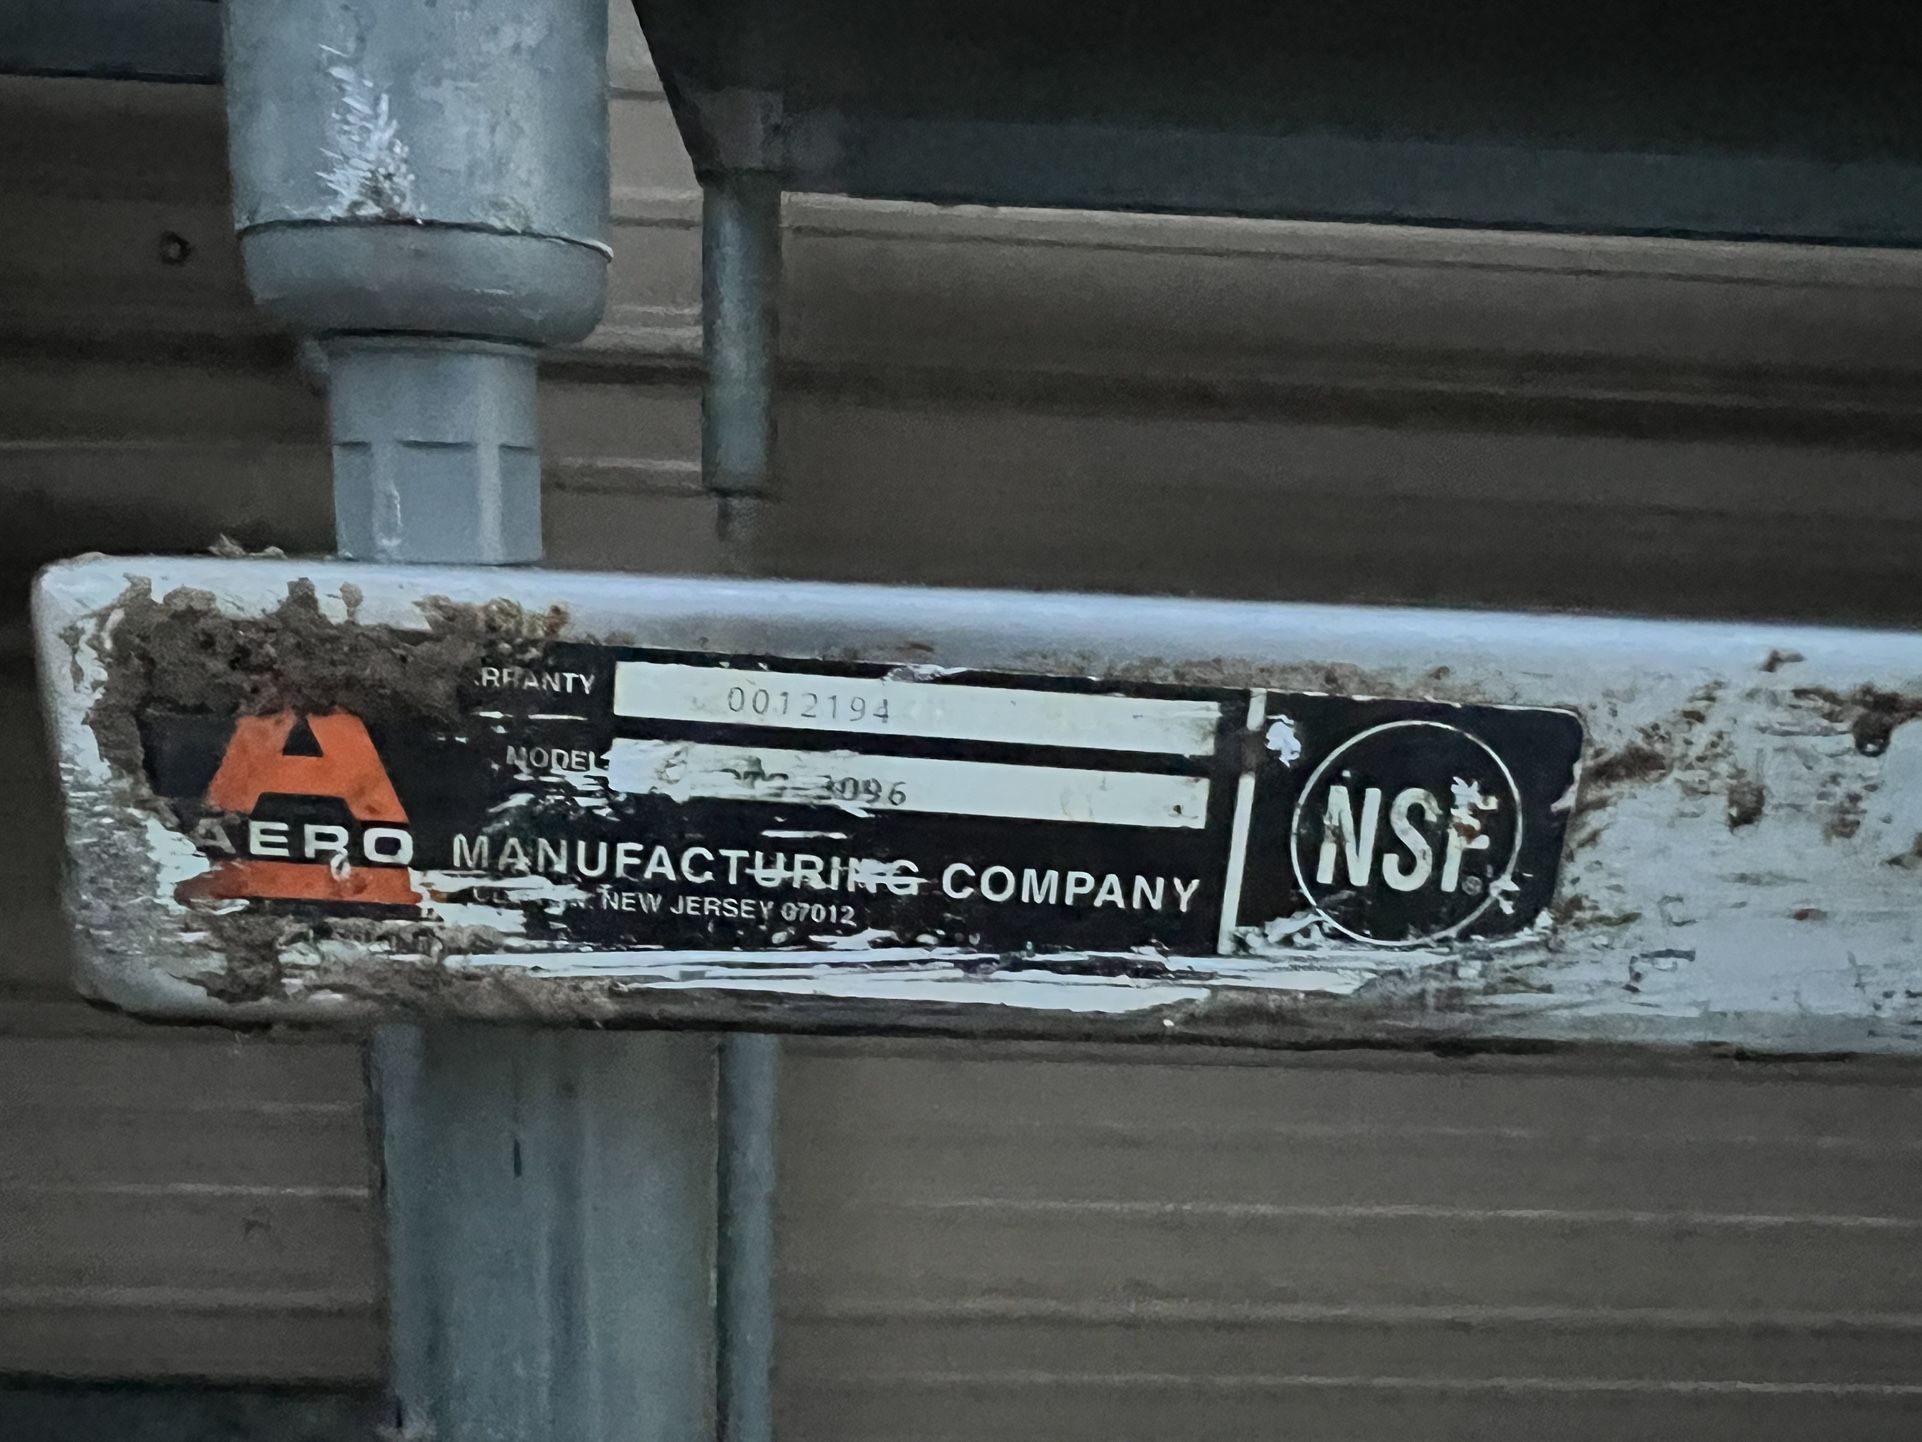 RRANTY 0012194
MODEL: 3096
AERO MANUFACTURING COMPANY
NEW JERSEY 07012
NSF®